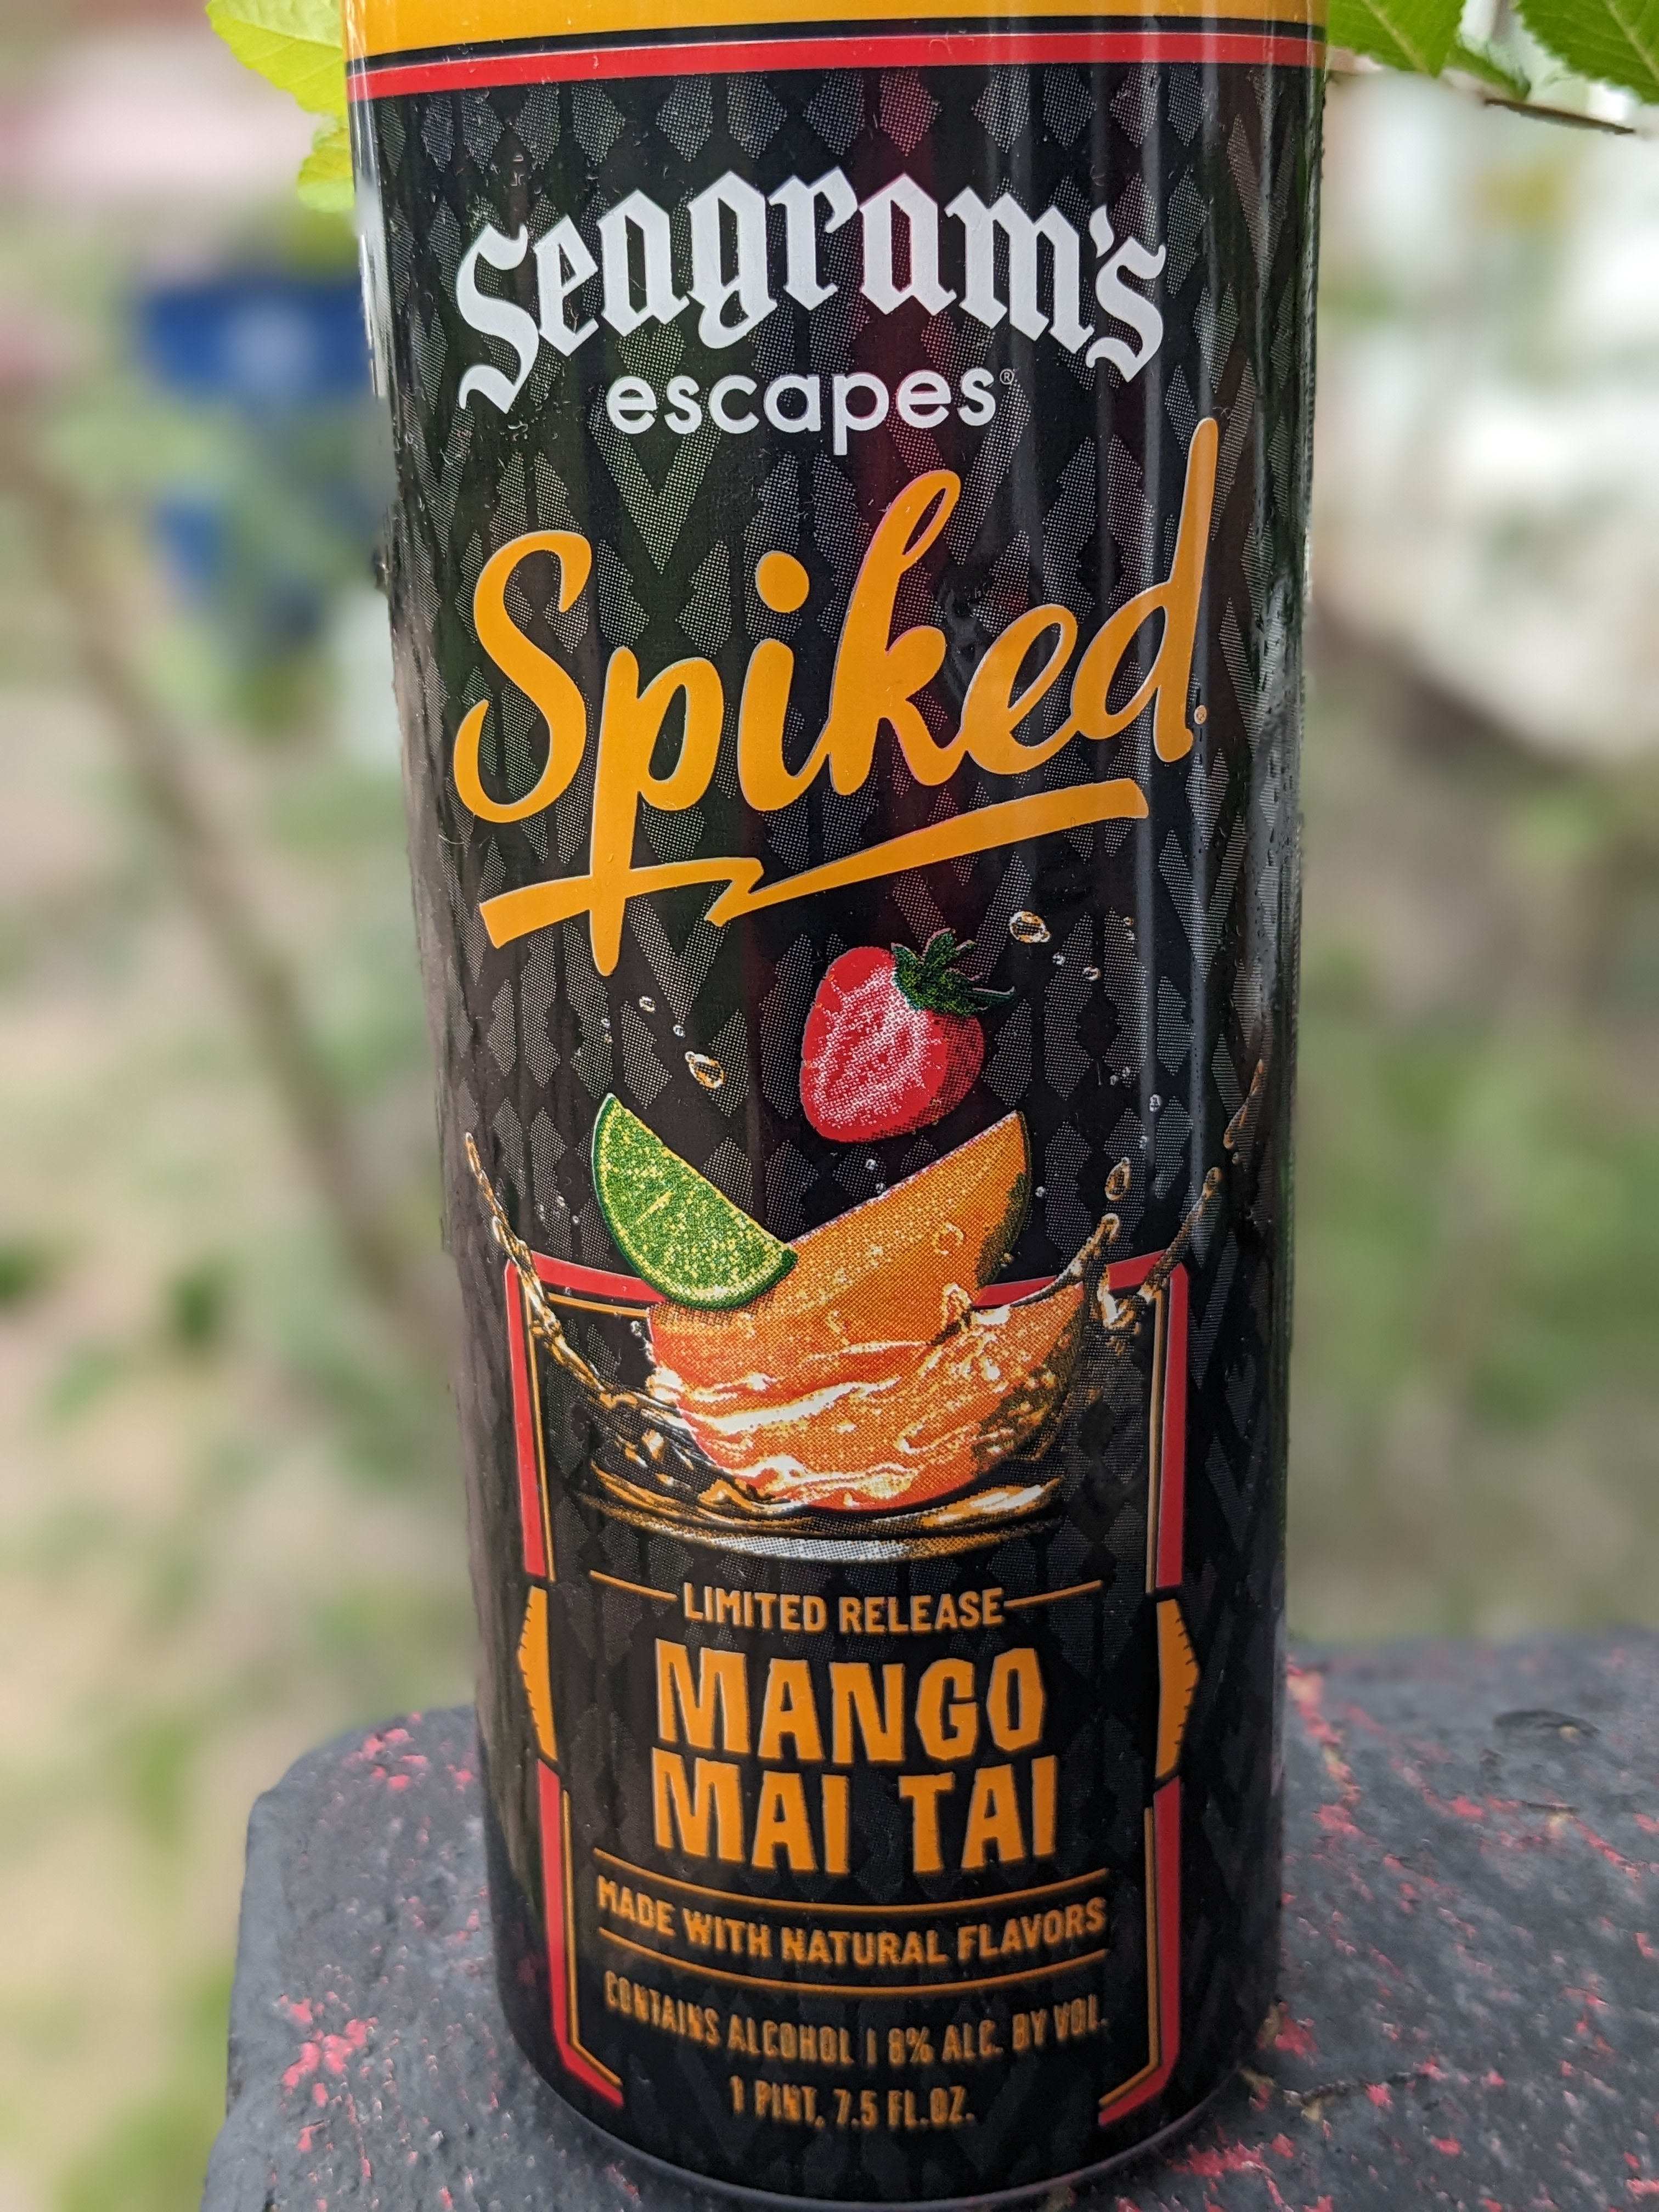 Seagram's
escapes®
Spiked
LIMITED RELEASE
MANGO
MAI TAI
MADE WITH NATURAL FLAVORS
CONTAINS ALCOHOL | 8% ALC. BY VOL.
1 PINT, 7.5 FL.OZ.